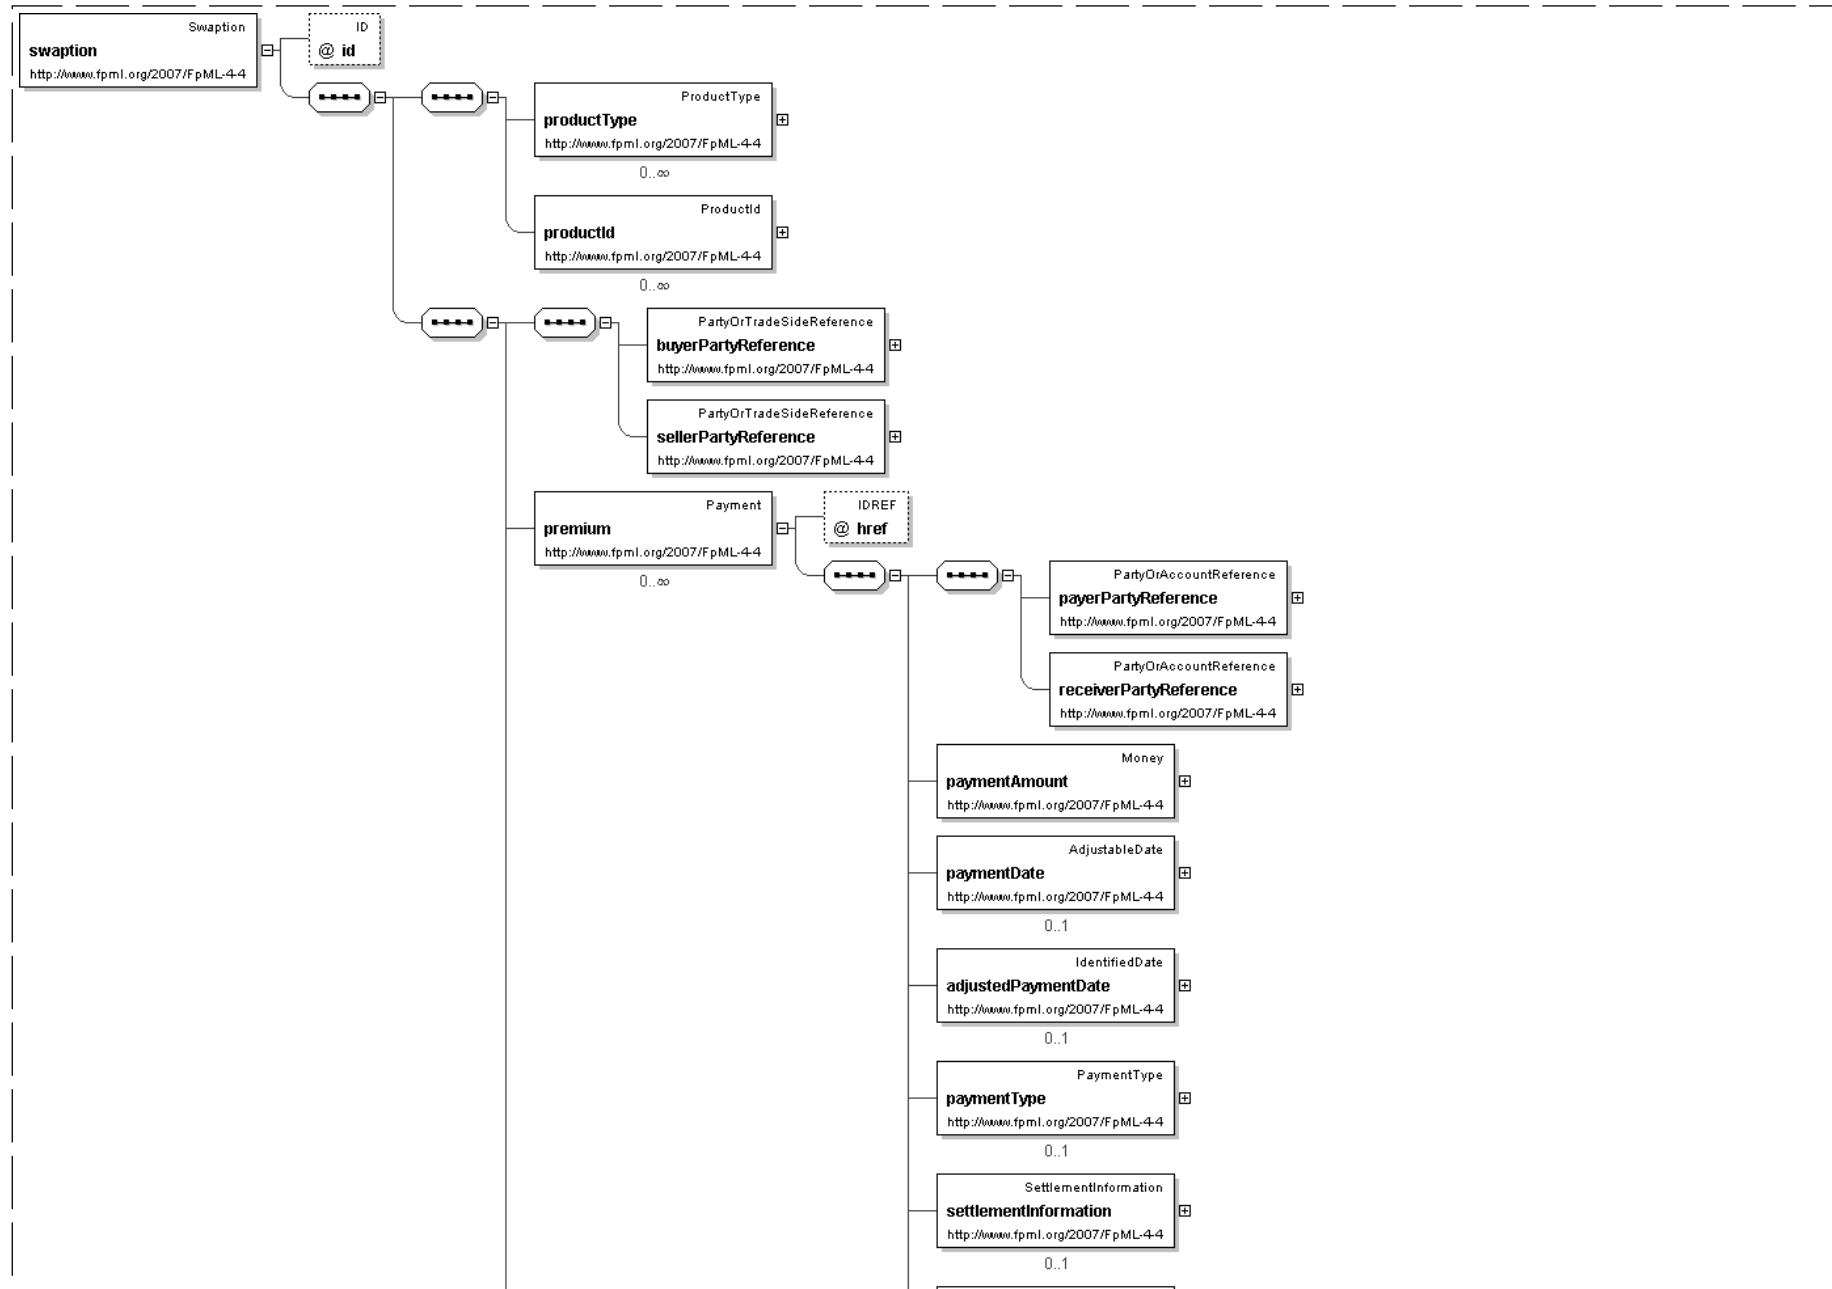 Swaption
swaption
http://www.fpml.org/2007/FpML-4-4
ID
@ id
ProductType
productType
http://www.fpml.org/2007/FpML-4-4
0..∞
ProductId
productId
http://www.fpml.org/2007/FpML-4-4
0..∞
PartyOrTradeSideReference
buyerPartyReference
http://www.fpml.org/2007/FpML-4-4
PartyOrTradeSideReference
sellerPartyReference
http://www.fpml.org/2007/FpML-4-4
Payment
premium
http://www.fpml.org/2007/FpML-4-4
0..∞
IDREF
@ href
PartyOrAccountReference
payerPartyReference
http://www.fpml.org/2007/FpML-4-4
PartyOrAccountReference
receiverPartyReference
http://www.fpml.org/2007/FpML-4-4
Money
paymentAmount
http://www.fpml.org/2007/FpML-4-4
AdjustableDate
paymentDate
http://www.fpml.org/2007/FpML-4-4
0..1
IdentifiedDate
adjustedPaymentDate
http://www.fpml.org/2007/FpML-4-4
0..1
PaymentType
paymentType
http://www.fpml.org/2007/FpML-4-4
0..1
SettlementInformation
settlementInformation
http://www.fpml.org/2007/FpML-4-4
0..1